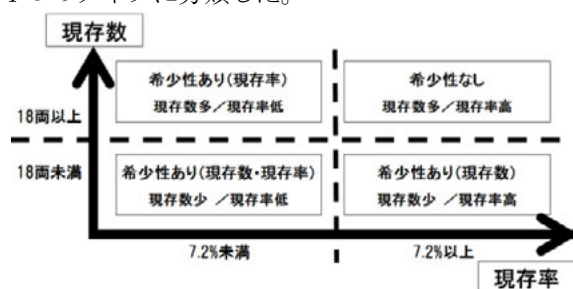 現存数
希少性あり(現存率)
現存数多/現存率低
希少性なし
現存数多/現存率高
18両以上
18両未満
希少性あり(現存数・現存率)
現存数少 /現存率低
希少性あり(現存数)
現存数少 /現存率高
7.2%未満
7.2%以上
現存率